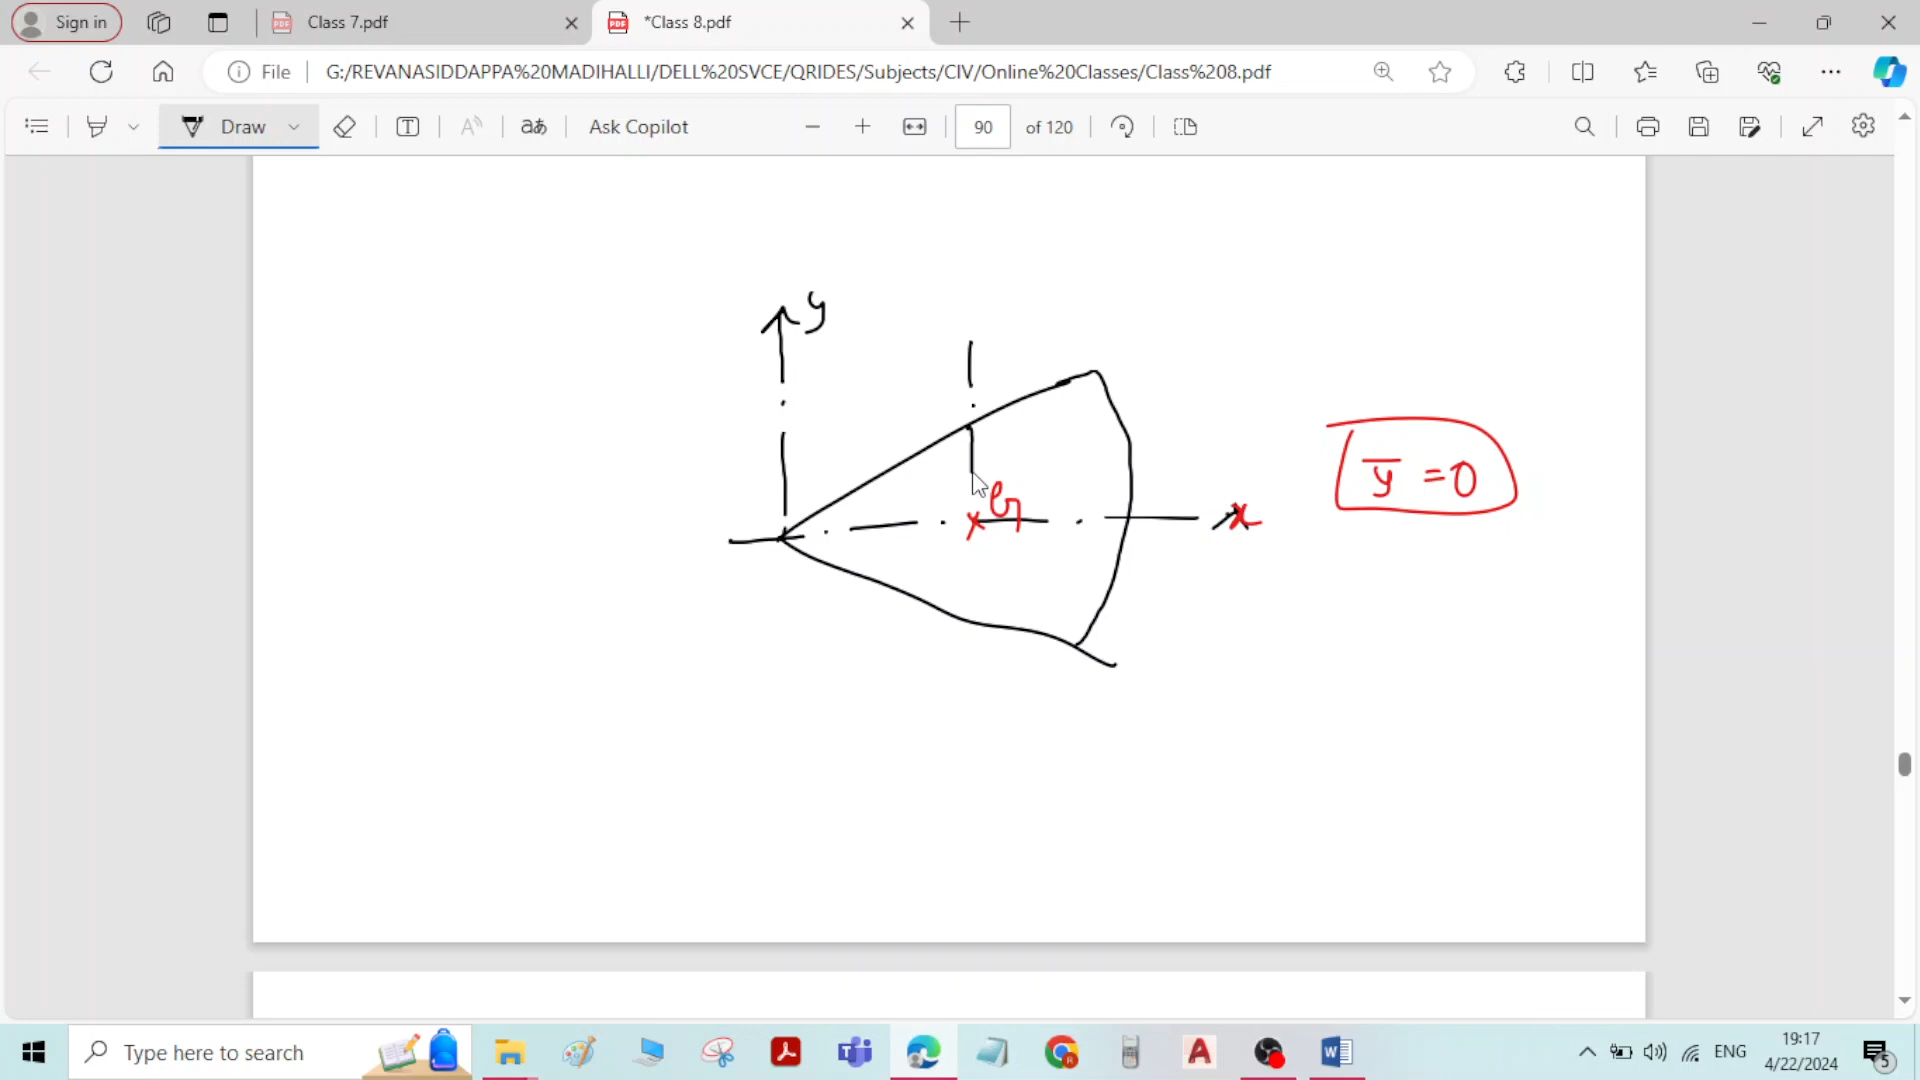 Sign in
Class 7.pdf
*Class 8.pdf
File
G:/REVANASIDDAPPA%20MADIHALLI/DELL%20SVCE/QRIDES/Subjects/CIV/Online%20Classes/Class%208.pdf
Draw
Ask Copilot
90
of 120
y
G
x
y̅ = 0
Type here to search
ENG
19:17
4/22/2024
5